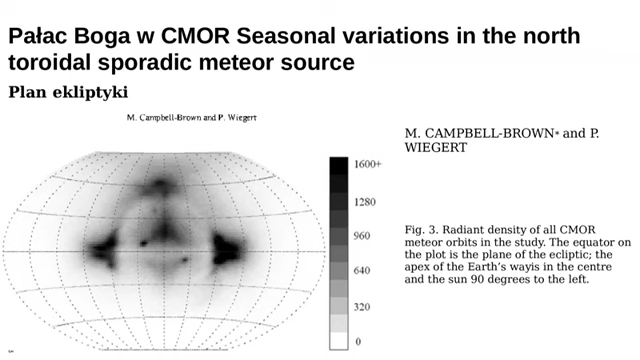 Pałac Boga w CMOR Seasonal variations in the north
toroidal sporadic meteor source
Plan ekliptyki
M. Campbell-Brown and P. Wiegert
M. CAMPBELL-BROWN* and P.
WIEGERT
1600+
1280
960
640
320
0
Fig. 3. Radiant density of all CMOR
meteor orbits in the study. The equator on
the plot is the plane of the ecliptic; the
apex of the Earth's wayis in the centre
and the sun 90 degrees to the left.